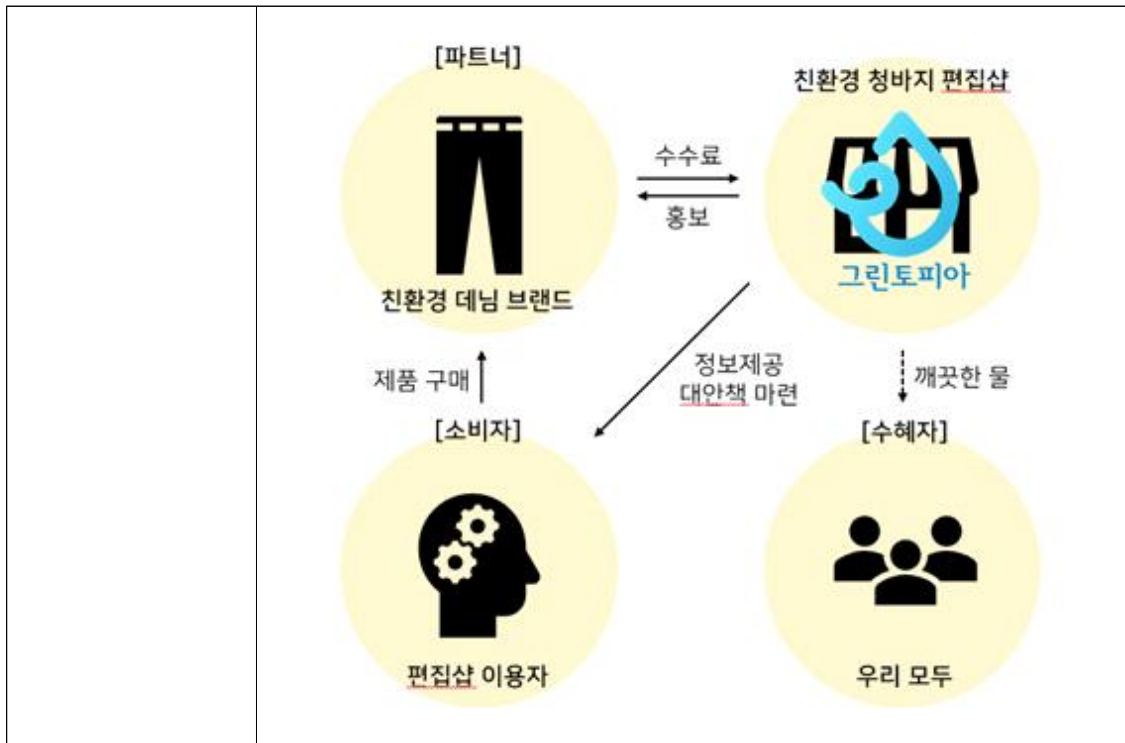 [파트너]
친환경 데님 브랜드
친환경 청바지 편집샵
그린토피아
수수료
홍보
제품 구매
정보제공
대안책 마련
깨끗한 물
[소비자]
편집샵 이용자
[수혜자]
우리 모두